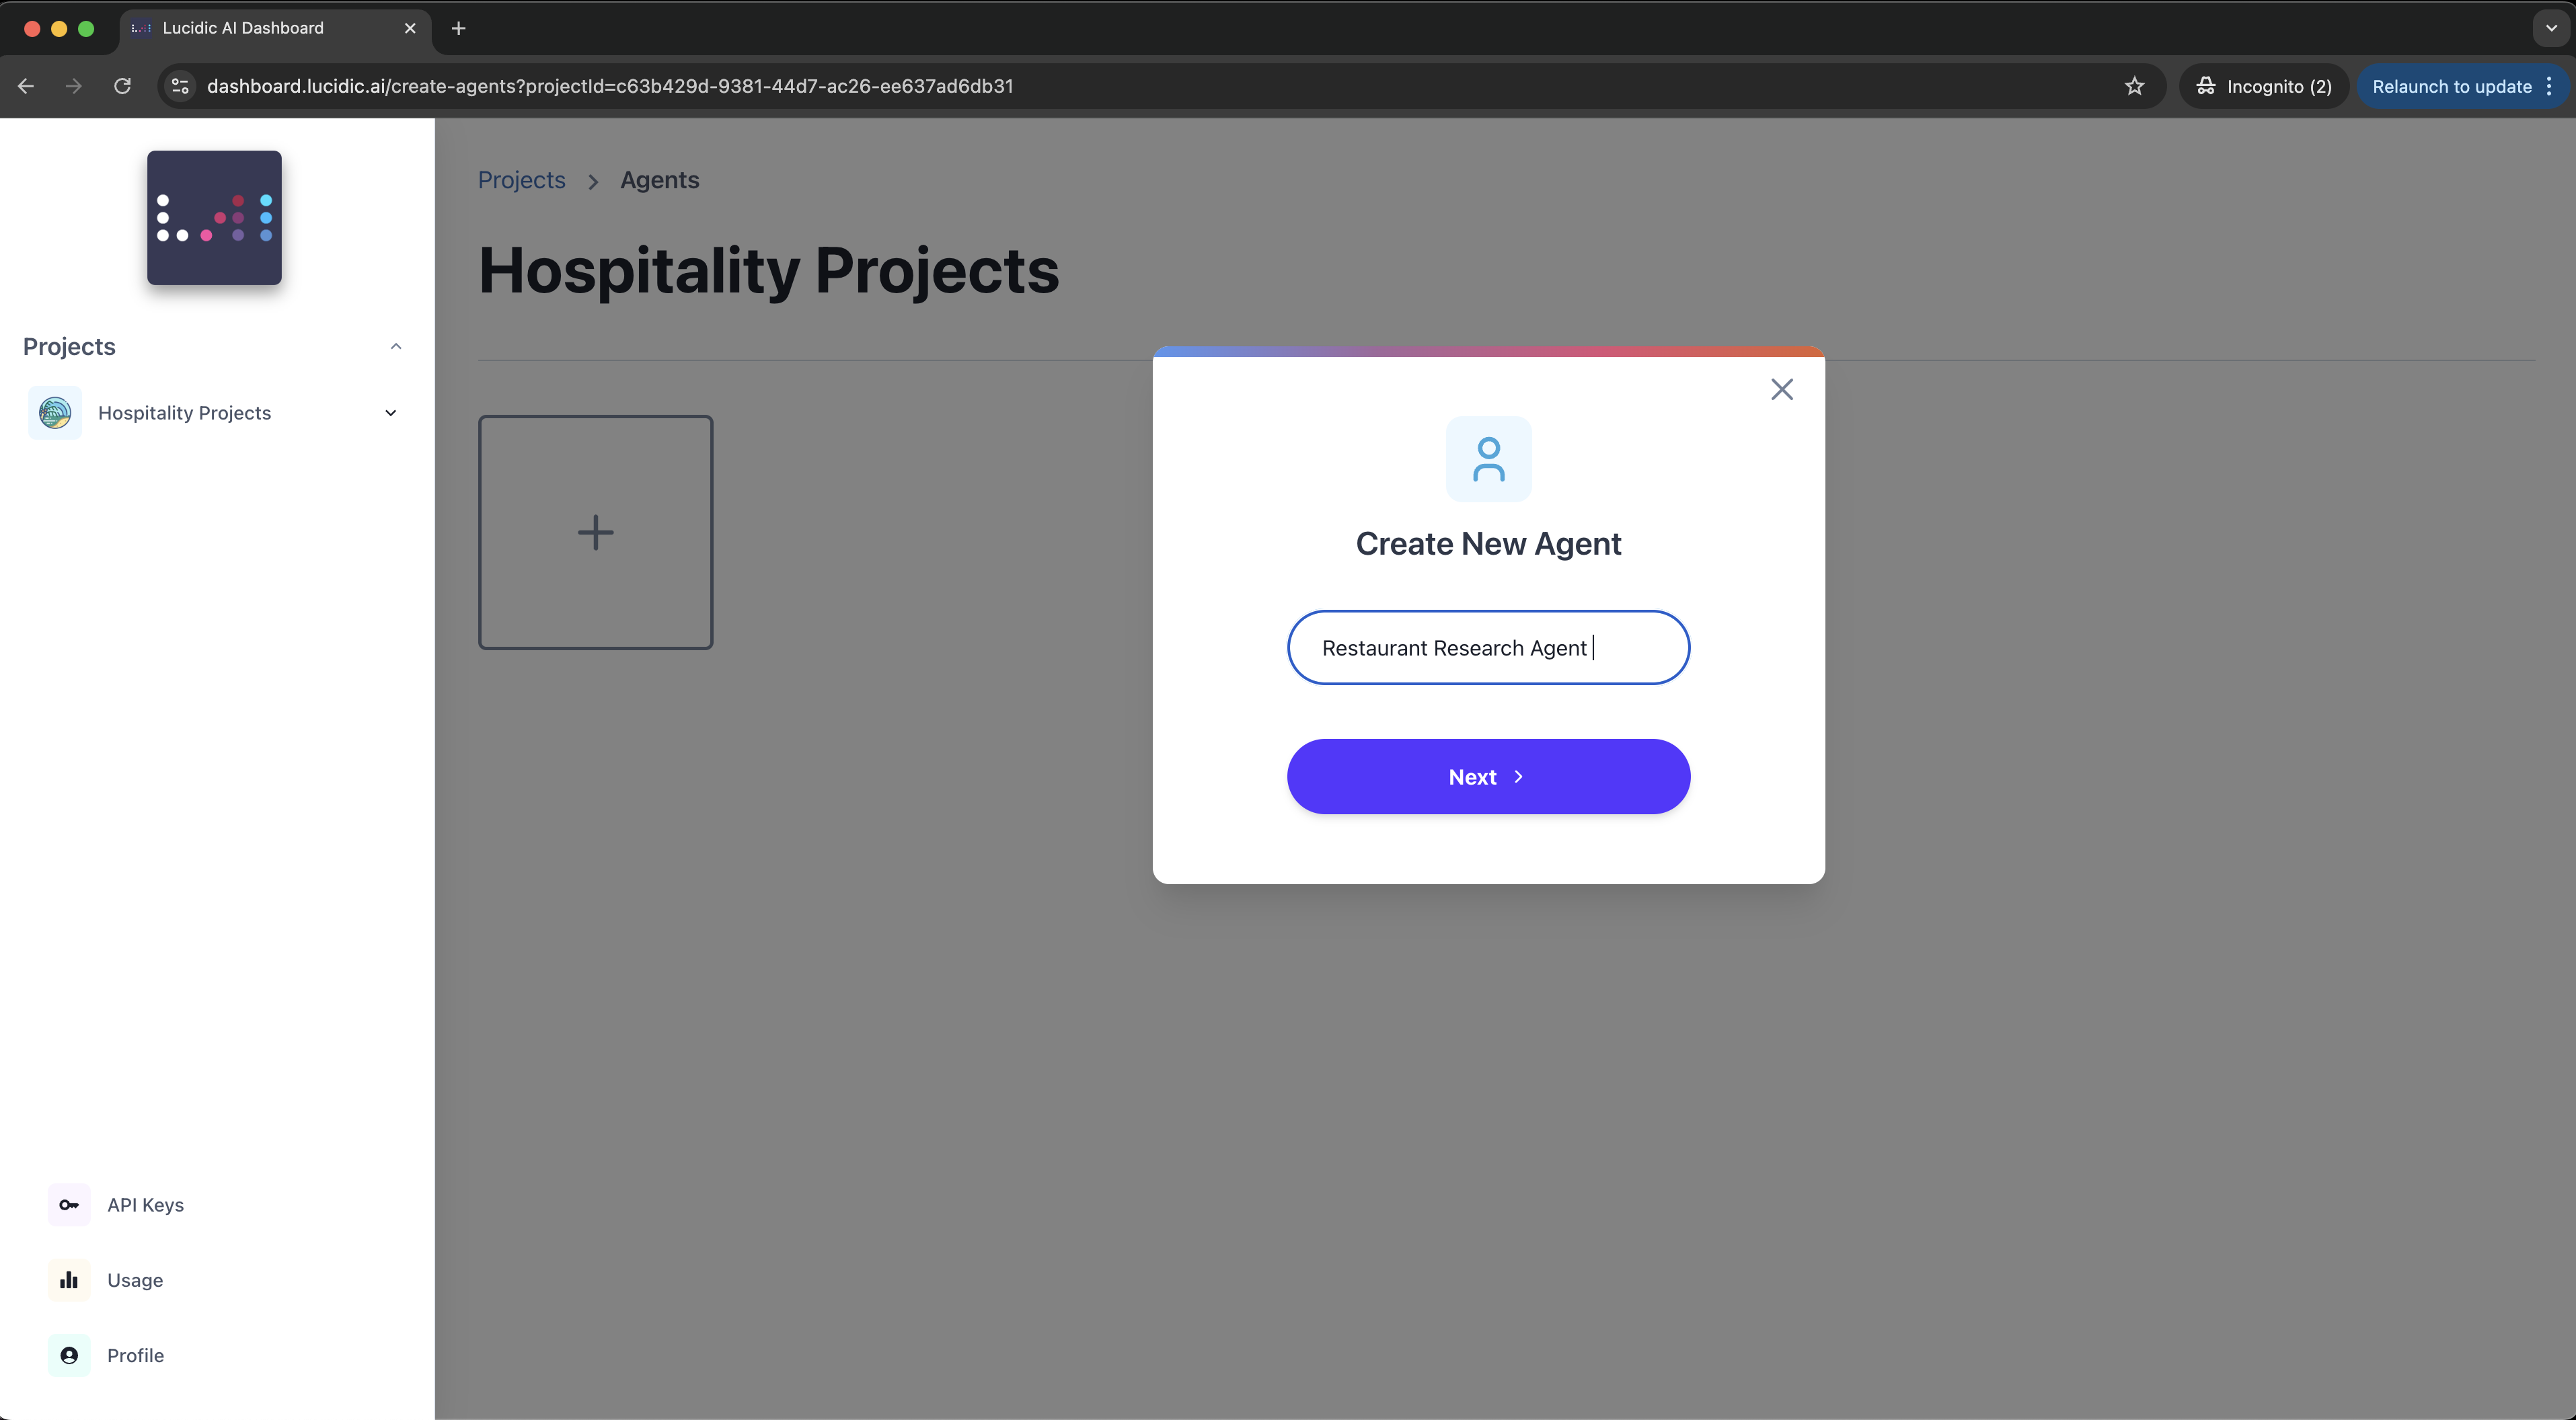 Lucidic AI Dashboard
dashboard.lucidic.ai/create-agents?projectId=c63b429d-9381-44d7-ac26-ee637ad6db31
Incognito (2)
Relaunch to update
Projects
Hospitality Projects
API Keys
Usage
Profile
Projects > Agents
Hospitality Projects
Create New Agent
Restaurant Research Agent
Next